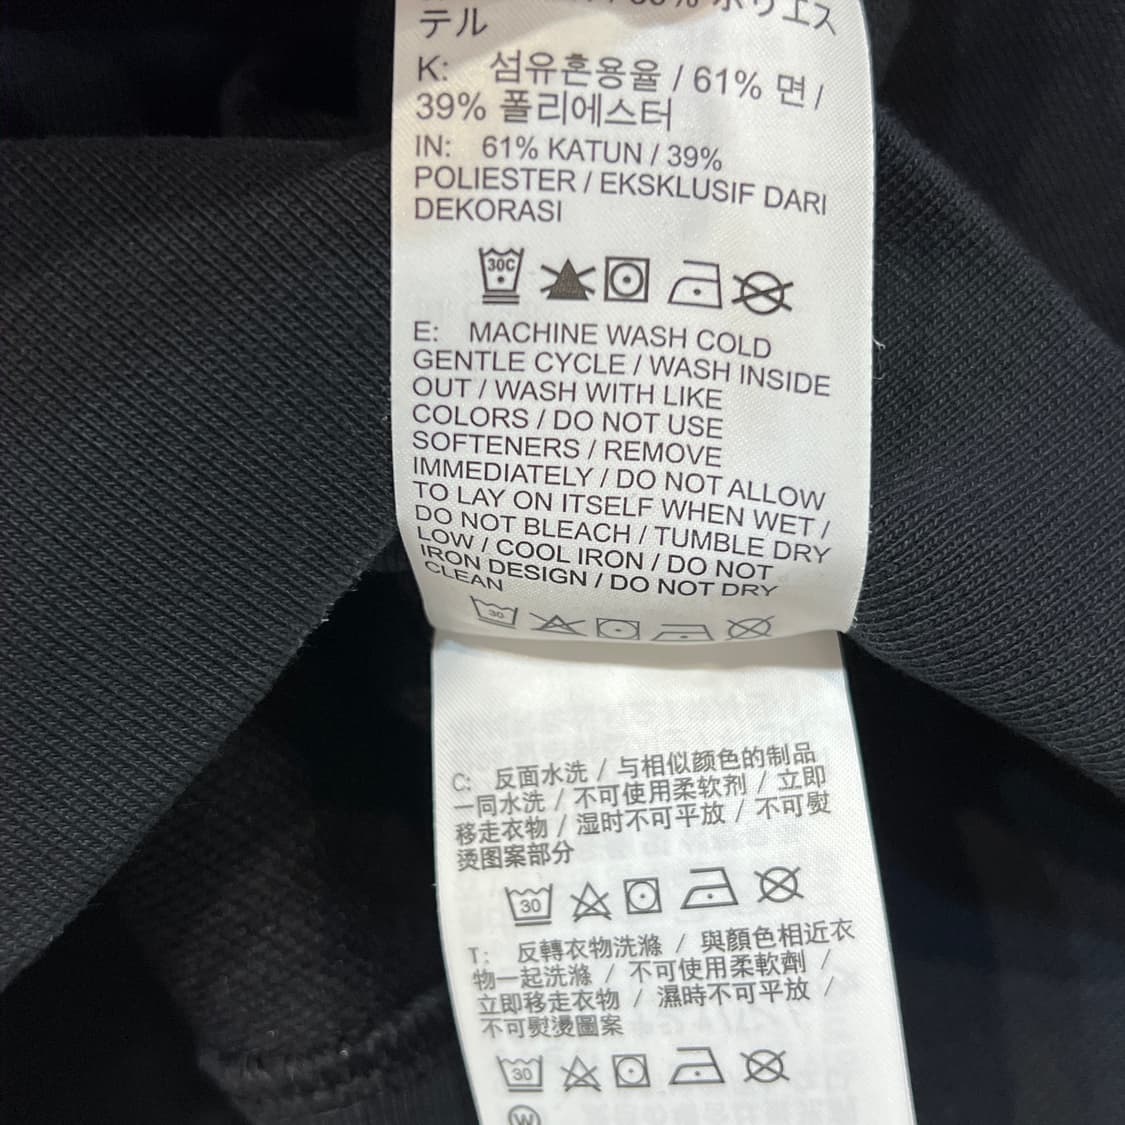 39% ポリエス
テル
K: 섬유혼용율 / 61% 면 /
39% 폴리에스터
IN: 61% KATUN / 39%
POLIESTER / EKSKLUSIF DARI
DEKORASI
30C
E: MACHINE WASH COLD
GENTLE CYCLE / WASH INSIDE
OUT / WASH WITH LIKE
COLORS / DO NOT USE
SOFTENERS / REMOVE
IMMEDIATELY / DO NOT ALLOW
TO LAY ON ITSELF WHEN WET /
DO NOT BLEACH / TUMBLE DRY
LOW / COOL IRON / DO NOT
IRON DESIGN / DO NOT DRY
CLEAN
30
C: 反面水洗 / 与相似颜色的制品
一同水洗 / 不可使用柔软剂 / 立即
移走衣物 / 湿时不可平放 / 不可熨
烫图案部分
30
T: 反轉衣物洗滌 / 與顏色相近衣
物一起洗滌 / 不可使用柔軟劑 /
立即移走衣物 / 濕時不可平放 /
不可熨燙圖案
30
W